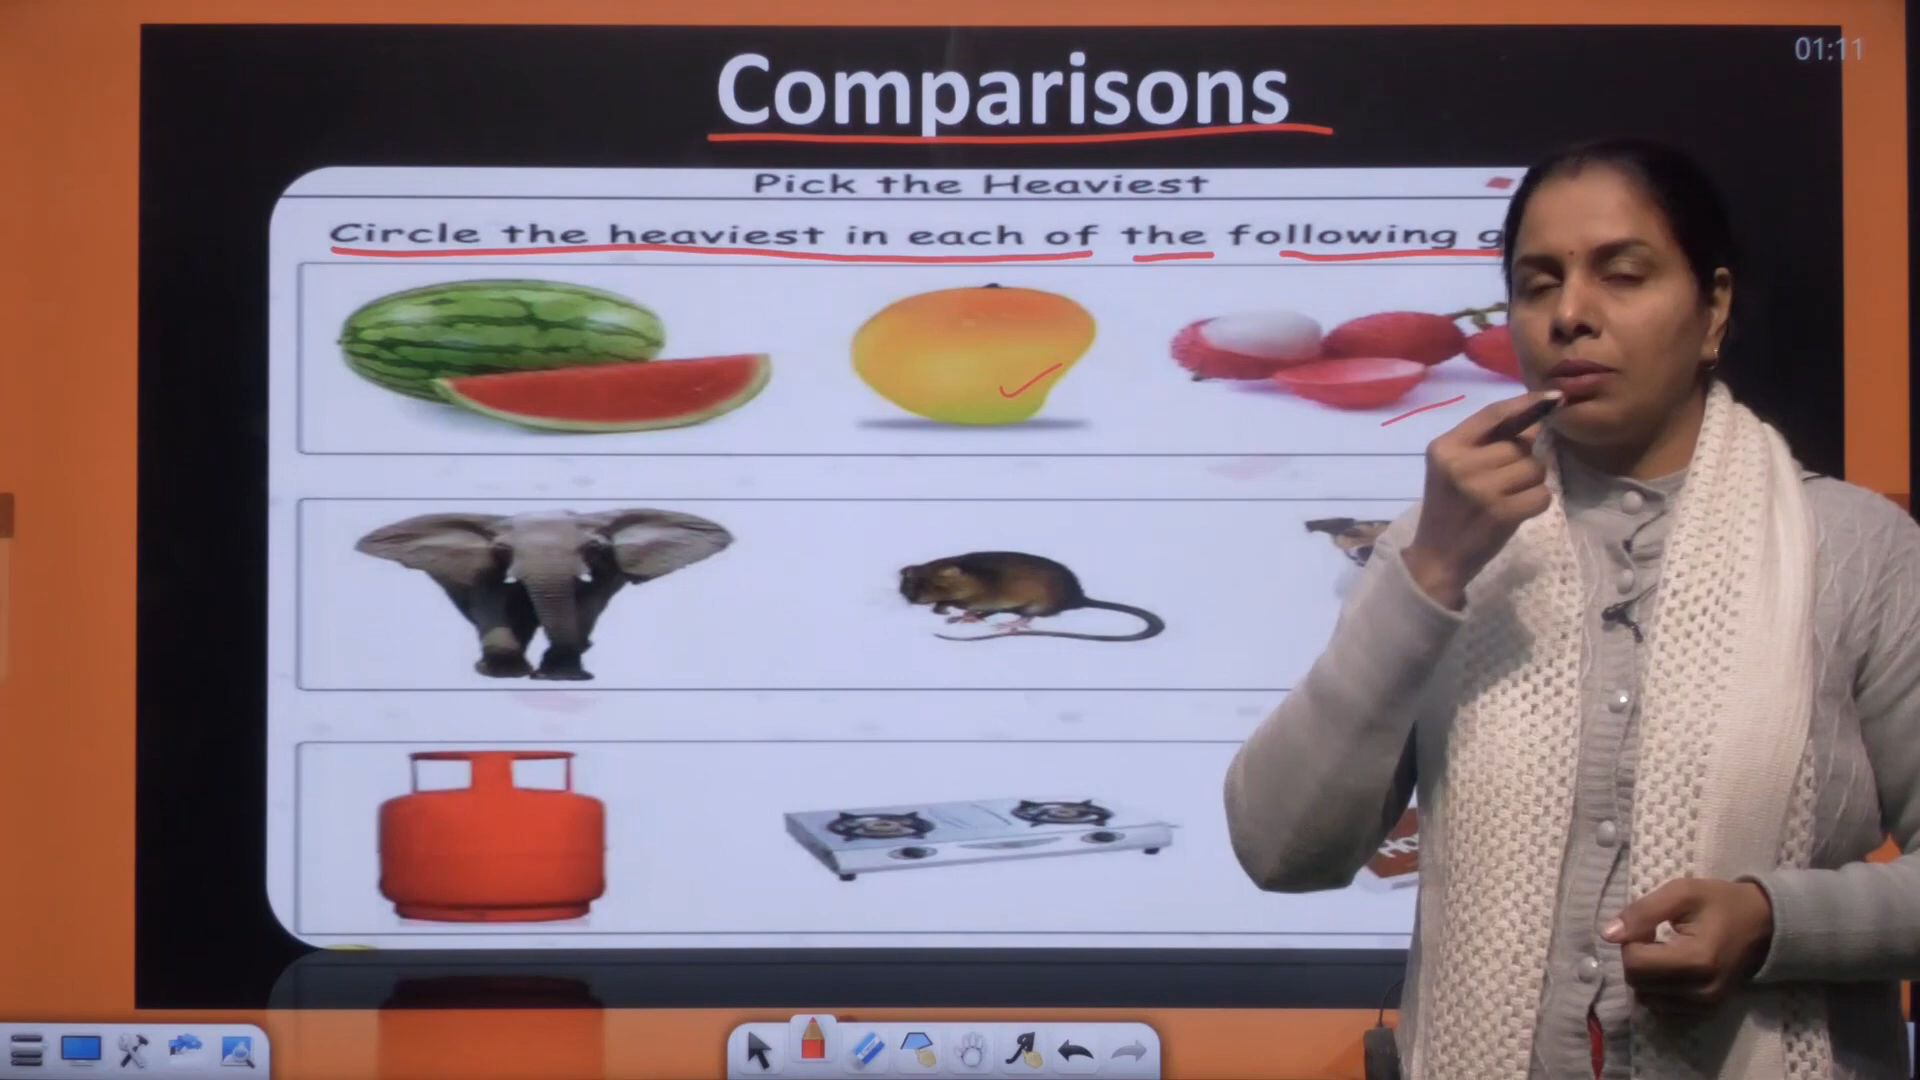 01:11
Comparisons
Pick the Heaviest
Circle the heaviest in each of the following